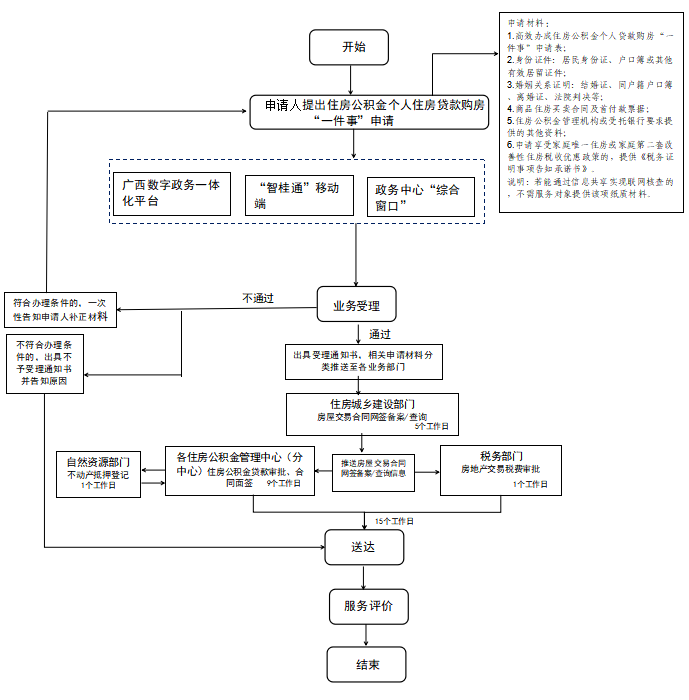 开始
申请材料：
1.高效办成住房公积金个人贷款购房“一
件事”申请表；
2.身份证件：居民身份证、户口簿或其他
有效居留证件；
3.婚姻关系证明：结婚证、同户籍户口簿
、离婚证、法院判决等；
4.商品住房买卖合同及首付款票据；
5.住房公积金管理机构或受托银行要求提
供的其他资料；
6.申请享受家庭唯一住房或家庭第二套改
善性住房税收优惠政策的，提供《税务证
明事项告知承诺书》.
说明：若能通过信息共享实现联网核查的
，不需服务对象提供该项纸质材料.
申请人提出住房公积金个人住房贷款购房
“一件事”申请
广西数字政务一体
化平台
“智桂通”移动
端
政务中心“综合
窗口”
业务受理
不通过
符合办理条件的、一次
性告知申请人补正材料
不符合办理条
件的、出具不
予受理通知书
并告知原因
通过
出具受理通知书、相关申请材料分
类推送至各业务部门
住房城乡建设部门
房屋交易合同网签备案/查询
5个工作日
自然资源部门
不动产抵押登记
1个工作日
各住房公积金管理中心（分
中心）住房公积金贷款审批、合
同面签 9个工作日
推送房屋交易合同
网签备案/查询信息
税务部门
房地产交易税费审批
1个工作日
15个工作日
送达
服务评价
结束